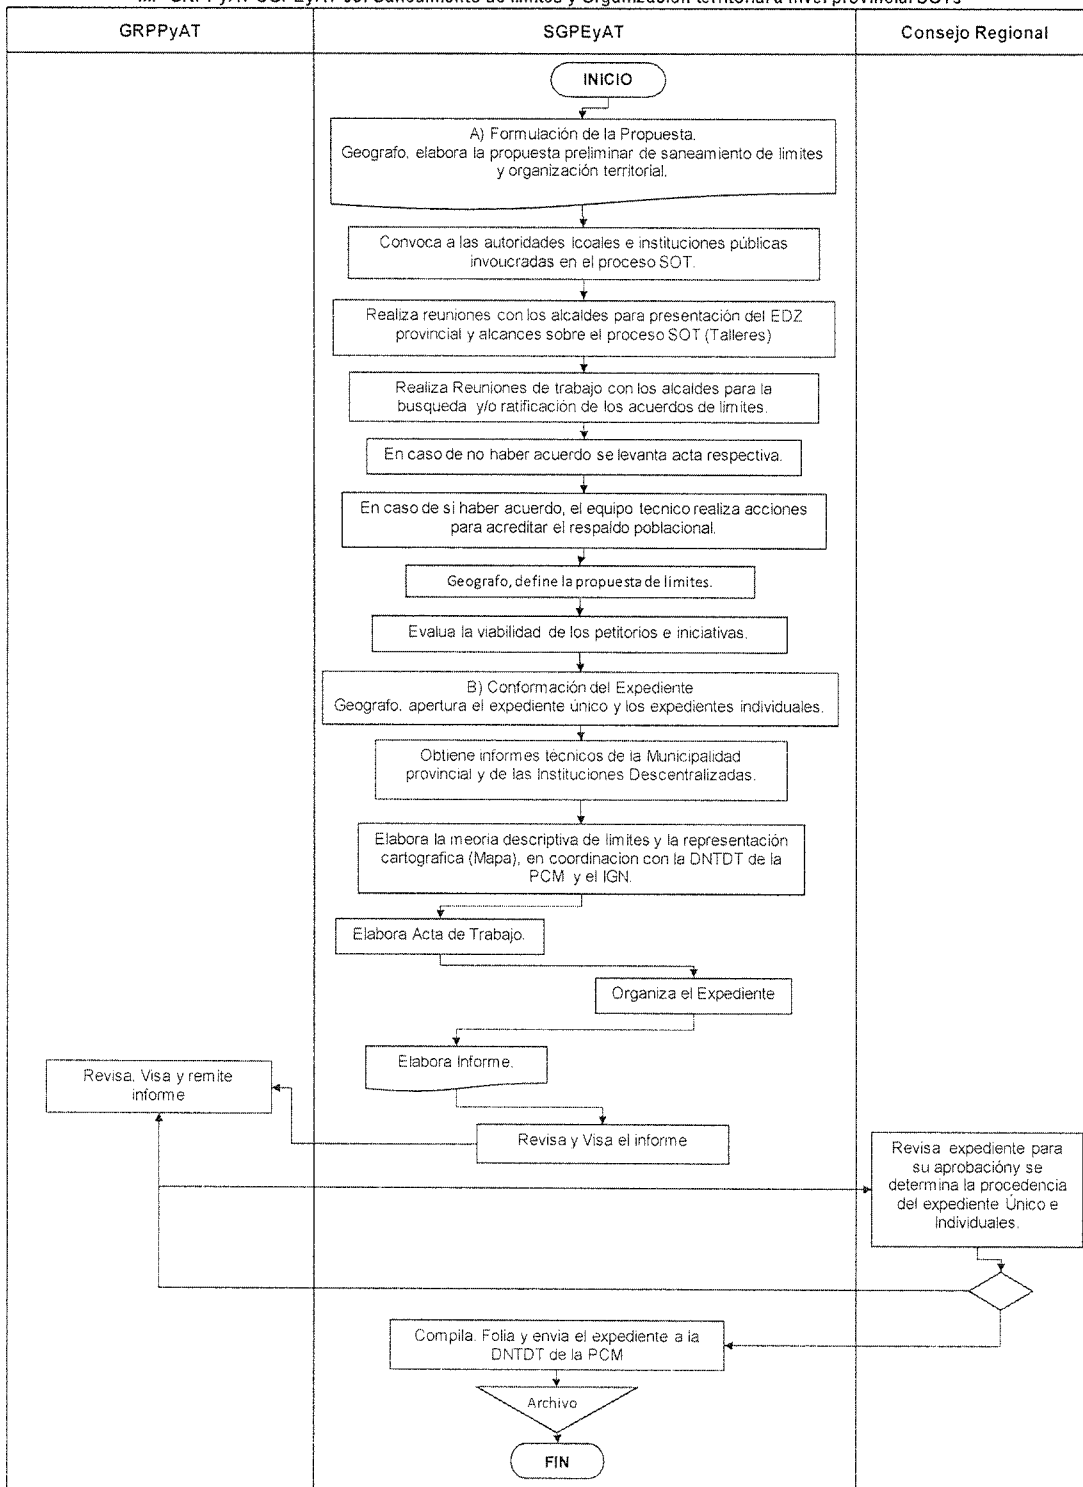 GRPPyAT
SGPEyAT
Consejo Regional
INICIO
A) Formulación de la Propuesta.
Geografo, elabora la propuesta preliminar de saneamiento de limites
y organización territorial.
Convoca a las autoridades lcoales e instituciones públicas
invoucradas en el proceso SOT.
Realiza reuniones con los alcaldes para presentación del EDZ
provincial y alcances sobre el proceso SOT (Talleres)
Realiza Reuniones de trabajo con los alcaldes para la
busqueda y/o ratificación de los acuerdos de limites.
En caso de no haber acuerdo se levanta acta respectiva.
En caso de si haber acuerdo, el equipo tecnico realiza acciones
para acreditar el respaldo poblacional.
Geografo, define la propuesta de limites.
Evalua la viabilidad de los petitorios e iniciativas.
B) Conformación del Expediente
Geografo, apertura el expediente único y los expedientes individuales.
Obtiene informes técnicos de la Municipalidad
provincial y de las Instituciones Descentralizadas.
Elabora la meoria descriptiva de limites y la representación
cartografica (Mapa), en coordinacion con la DNTDT de la
PCM y el IGN.
Elabora Acta de Trabajo.
Organiza el Expediente
Elabora Informe.
Revisa, Visa y remite
informe
Revisa y Visa el informe
Revisa expediente para
su aprobacióny se
determina la procedencia
del expediente Único e
Individuales.
Compila. Folia y envia el expediente a la
DNTDT de la PCM
Archivo
FIN